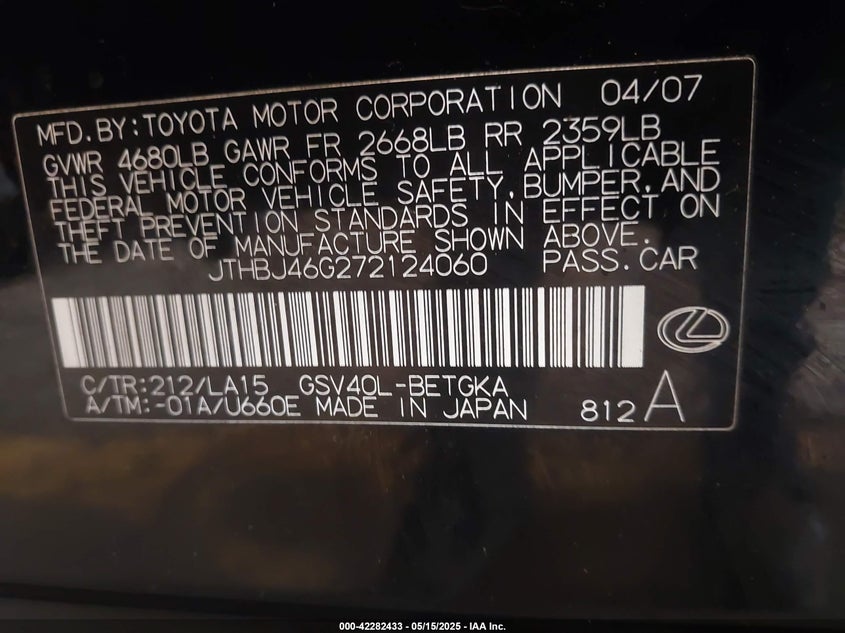 MFD.BY:TOYOTA MOTOR CORPORATION 04/07
GVWR 4680LB GAWR FR 2668LB RR 2359LB
THIS VEHICLE CONFORMS TO ALL APPLICABLE
FEDERAL MOTOR VEHICLE SAFETY,BUMPER,AND
THEFT PREVENTION STANDARDS IN EFFECT ON
THE DATE OF MANUFACTURE SHOWN ABOVE.
JTHBJ46G272124060 PASS.CAR
C/TR:212/LA15 GSV40L-BETGKA
A/TM:-01A/U660E MADE IN JAPAN 812A
000-42282433 - 05/15/2025 - IAA Inc.